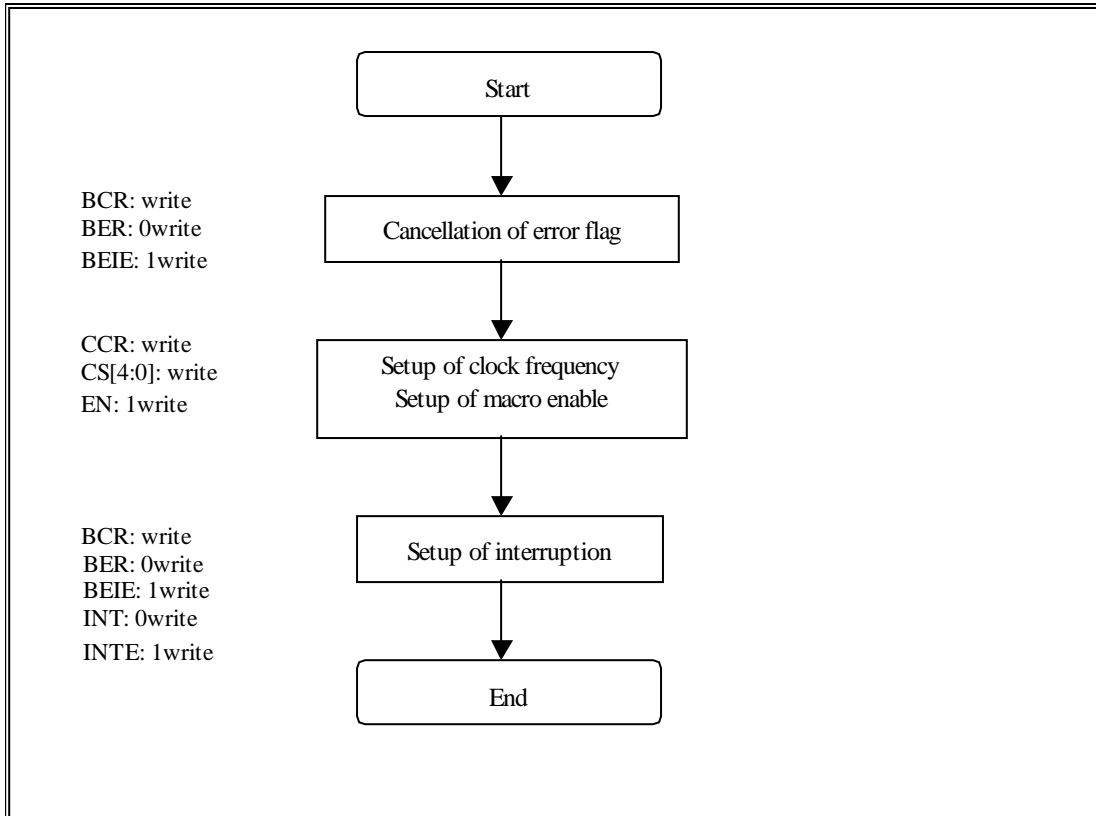 Start
BCR: write
BER: 0write
BEIE: 1write
Cancellation of error flag
CCR: write
CS[4:0]: write
EN: 1write
Setup of clock frequency
Setup of macro enable
BCR: write
BER: 0write
BEIE: 1write
INT: 0write
INTE: 1write
Setup of interruption
End